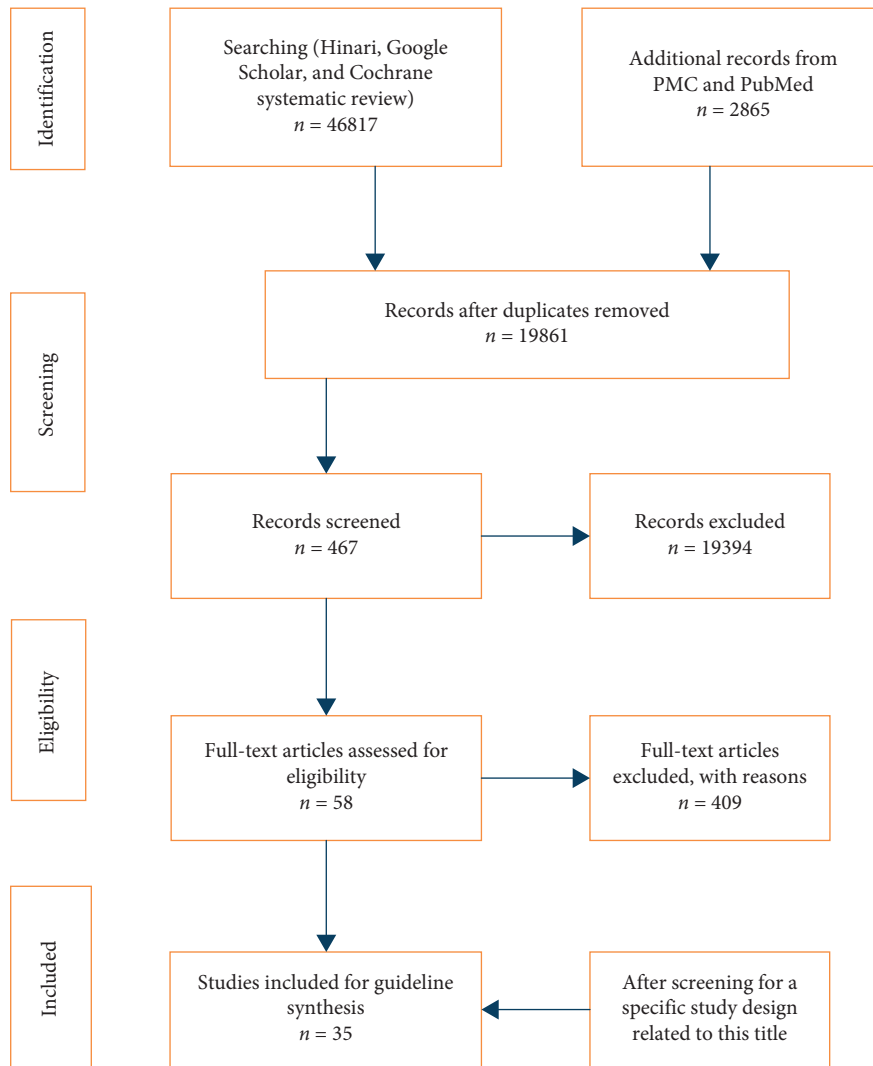 Identification
Searching (Hinari, Google
Scholar, and Cochrane
systematic review)
n = 46817
Additional records from
PMC and PubMed
n = 2865
Screening
Records after duplicates removed
n = 19861
Records screened
n = 467
Records excluded
n = 19394
Eligibility
Full-text articles assessed for
eligibility
n = 58
Full-text articles
excluded, with reasons
n = 409
Included
Studies included for guideline
synthesis
n = 35
After screening for a
specific study design
related to this title